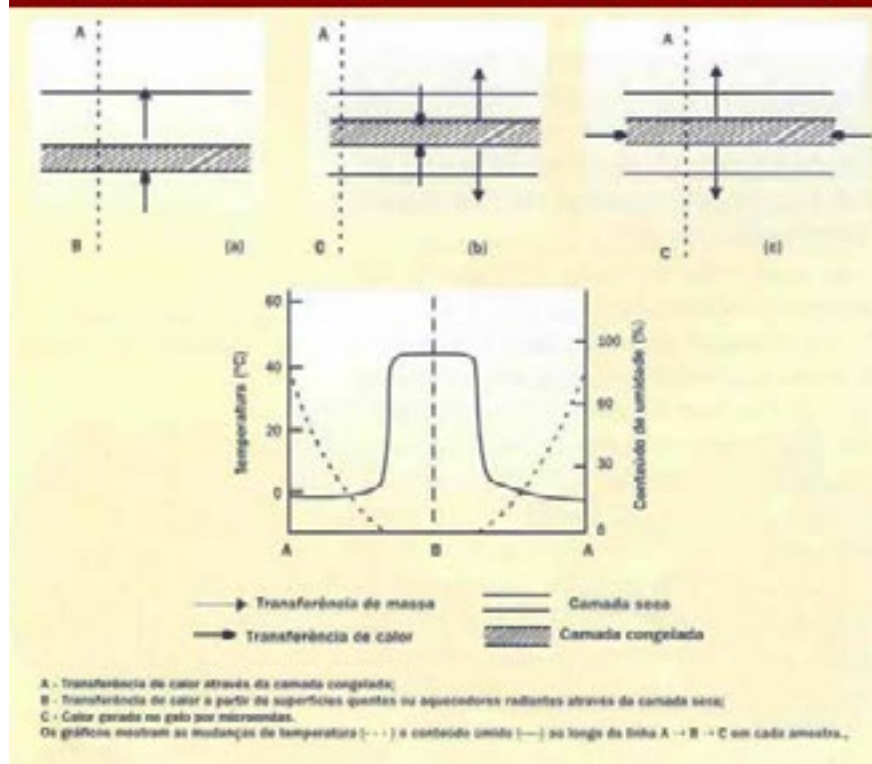 A
A
A
B
(a)
C
(b)
C
(c)
Temperatura (°C)
60
40
20
0
Conteúdo de umidade (%)
100
60
30
0
A
B
A
Transferência de massa
Camada seca
Transferência de calor
Camada congelada
A - Transferência de calor através da camada congelada;
B - Transferência de calor a partir de superfícies quentes ou aquecedores radiantes através da camada seca;
C - Calor gerado no gelo por microondas.
Os gráficos mostram as mudanças de temperatura (- - -) e conteúdo úmido (—) ao longo da linha A → B → C em cada amostra.